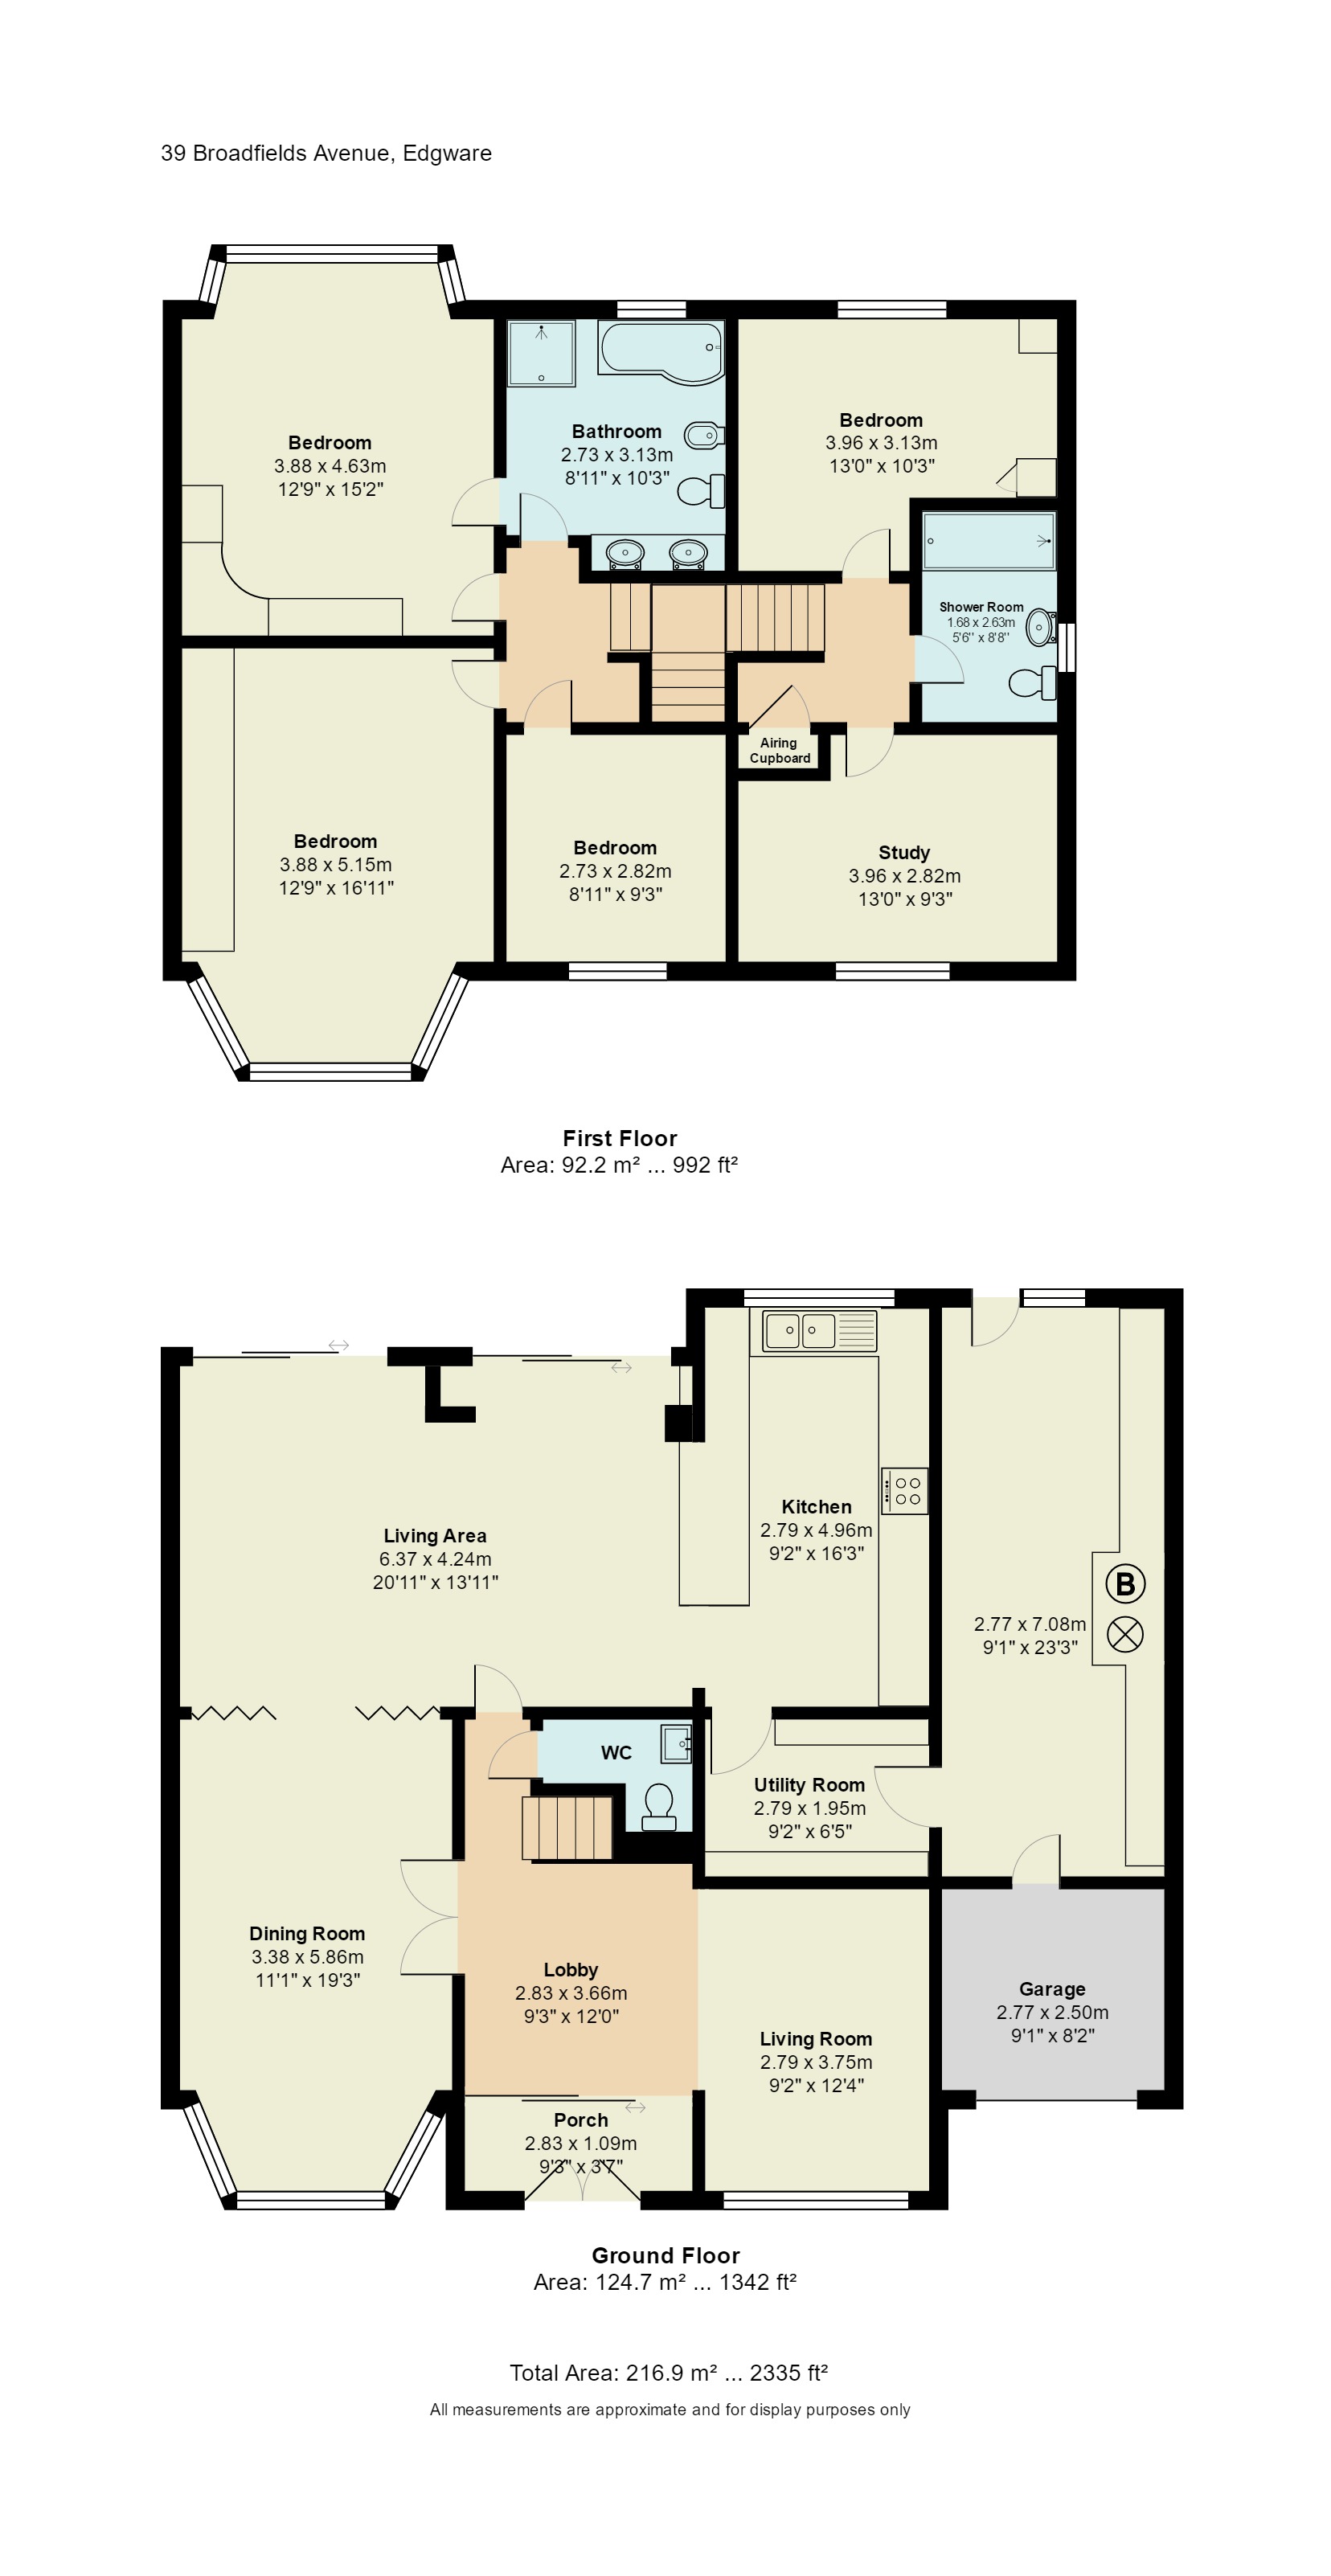 39 Broadfields Avenue, Edgware
Bedroom
3.88 x 4.63m
12'9" x 15'2"
Bathroom
2.73 x 3.13m
8'11" x 10'3"
Bedroom
3.96 x 3.13m
13'0" x 10'3"
Shower Room
1.68 x 2.63m
5'6" x 8'8"
Airing
Cupboard
Bedroom
3.88 x 5.15m
12'9" x 16'11"
Bedroom
2.73 x 2.82m
8'11" x 9'3"
Study
3.96 x 2.82m
13'0" x 9'3"
First Floor
Area: 92.2 m² ... 992 ft²
Living Area
6.37 x 4.24m
20'11" x 13'11"
Kitchen
2.79 x 4.96m
9'2" x 16'3"
B
2.77 x 7.08m
9'1" x 23'3"
WC
Utility Room
2.79 x 1.95m
9'2" x 6'5"
Dining Room
3.38 x 5.86m
11'1" x 19'3"
Lobby
2.83 x 3.66m
9'3" x 12'0"
Living Room
2.79 x 3.75m
9'2" x 12'4"
Garage
2.77 x 2.50m
9'1" x 8'2"
Porch
2.83 x 1.09m
9'3" x 3'7"
Ground Floor
Area: 124.7 m² ... 1342 ft²
Total Area: 216.9 m² ... 2335 ft²
All measurements are approximate and for display purposes only